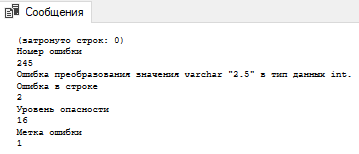 Сообщения
(затронуто строк: 0)
Номер ошибки
245
Ошибка преобразования значения varchar "2.5" в тип данных int.
Ошибка в строке
2
Уровень опасности
16
Метка ошибки
1